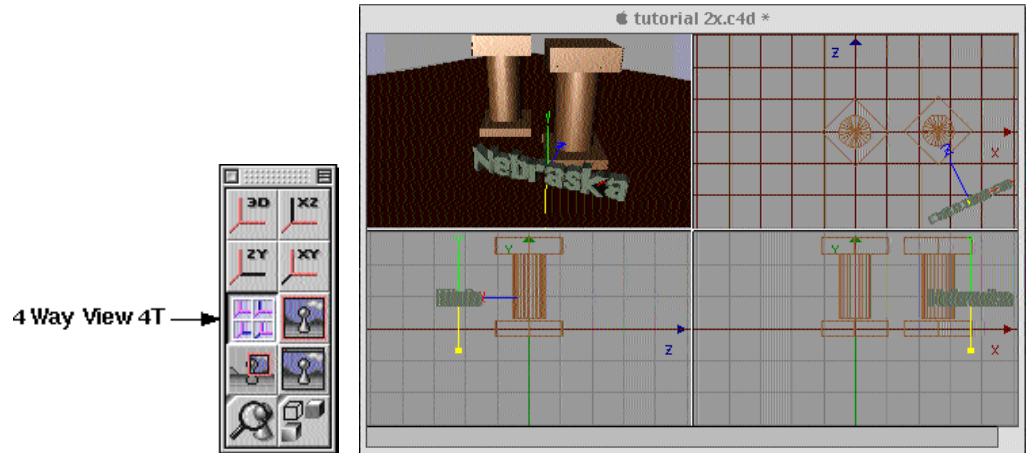 tutorial 2x.c4d *
3D
XZ
ZY
XY
4 Way View 4T
Z
X
Y
Nebraska
Y
Z
Y
Nebraska
X